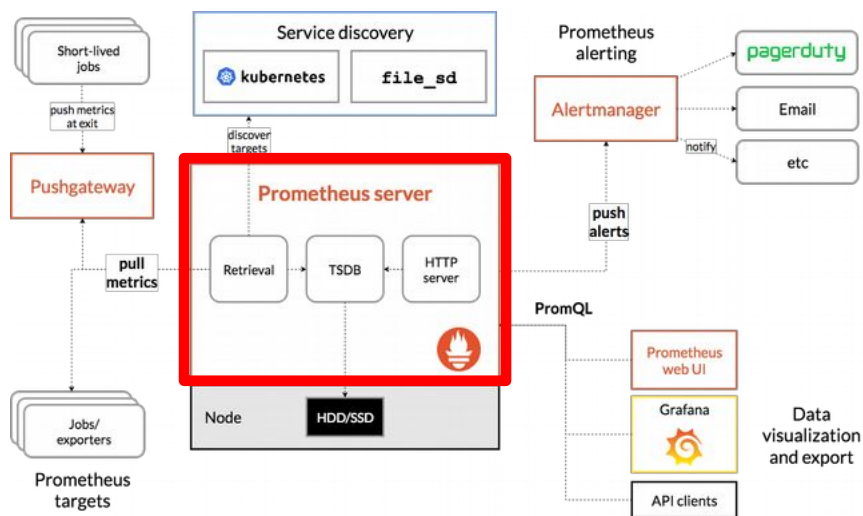 Short-lived
jobs
push metrics
at exit
Pushgateway
Service discovery
kubernetes
file_sd
discover
targets
Prometheus
alerting
Alertmanager
pagerduty
Email
notify
etc
Prometheus server
Retrieval
TSDB
HTTP
server
pull
metrics
push
alerts
PromQL
Node
HDD/SSD
Jobs/
exporters
Prometheus
targets
Prometheus
web UI
Grafana
API clients
Data
visualization
and export